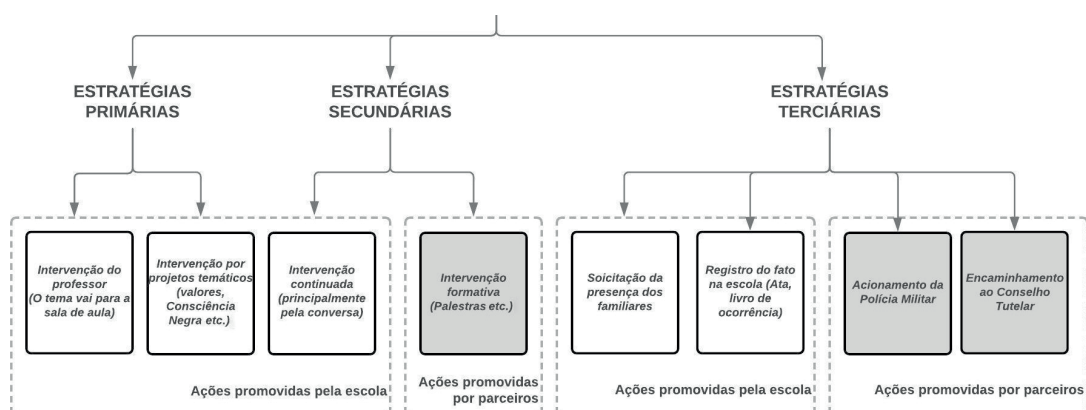 ESTRATÉGIAS
PRIMÁRIAS
ESTRATÉGIAS
SECUNDÁRIAS
ESTRATÉGIAS
TERCIÁRIAS
Intervenção do
professor
(O tema vai para a
sala de aula)
Intervenção por
projetos temáticos
(valores,
Consciência
Negra etc.)
Intervenção
continuada
(principalmente
pela conversa)
Intervenção
formativa
(Palestras etc.)
Soicitação da
presença dos
familiares
Registro do fato
na escola (Ata,
livro de
ocorrência)
Acionamento da
Polícia Militar
Encaminhamento
ao Conselho
Tutelar
Ações promovidas pela escola
Ações promovidas
por parceiros
Ações promovidas pela escola
Ações promovidas por parceiros